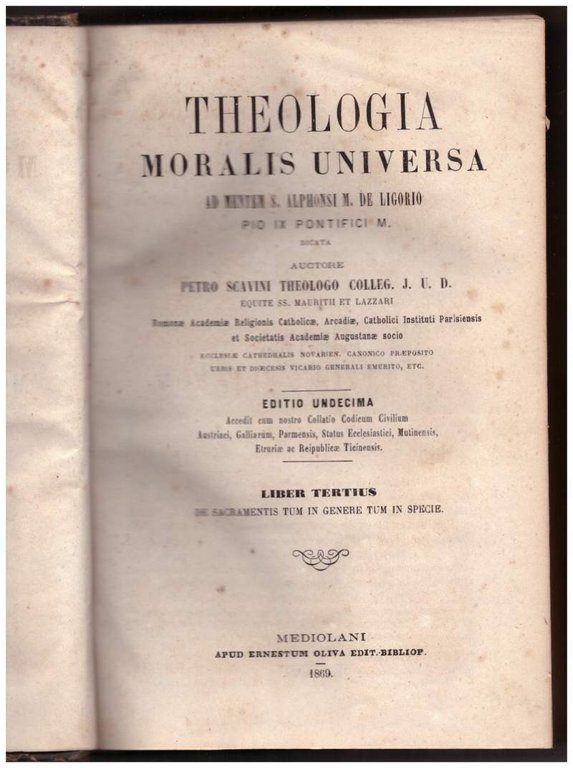 THEOLOGIA
MORALIS UNIVERSA
AD MENTEM S. ALPHONSI M. DE LIGORIO
PIO IX PONTIFICI M.
DICATA
AUCTORE
PETRO SCAVINI THEOLOGO COLLEG. J. U. D.
EQUITE SS. MAURITII ET LAZZARI
Romanæ Academiæ Religionis Catholicæ, Arcadiæ, Catholici Instituti Parisiensis
et Societatis Academiæ Augustanæ socio
ECCLESIÆ CATHEDRALIS NOVARIEN. CANONICO PRÆPOSITO
URBIS ET DIŒCESIS VICARIO GENERALI EMERITO, ETC.
EDITIO UNDECIMA
Accedit cum nostro Collatio Codicum Civilium
Austriaci, Galliarum, Parmensis, Status Ecclesiastici, Mutinensis,
Etruriæ ac Reipublicæ Ticinensis.
LIBER TERTIUS
DE SACRAMENTIS TUM IN GENERE TUM IN SPECIE.
MEDIOLANI
APUD ERNESTUM OLIVA EDIT.-BIBLIOP.
1869.